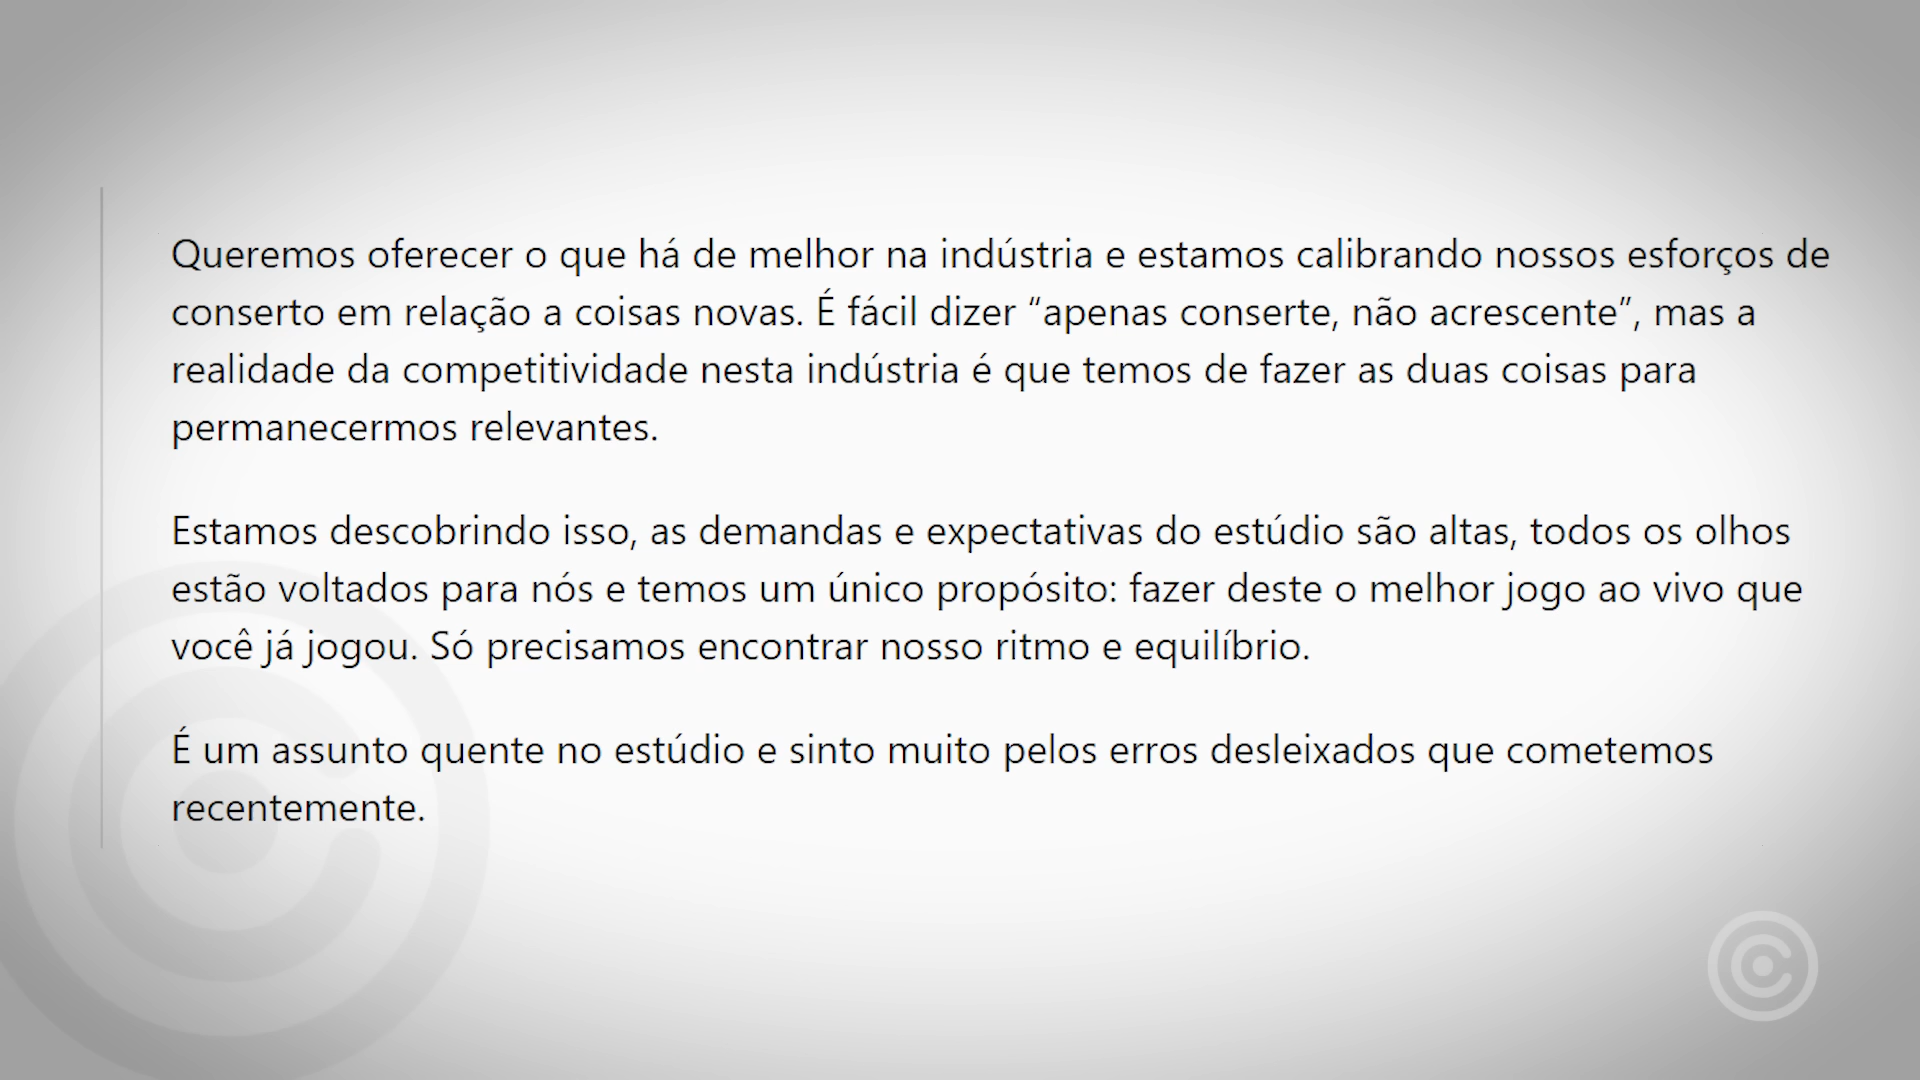 Queremos oferecer o que há de melhor na indústria e estamos calibrando nossos esforços de
conserto em relação a coisas novas. É fácil dizer “apenas conserte, não acrescente”, mas a
realidade da competitividade nesta indústria é que temos de fazer as duas coisas para
permanecermos relevantes.
Estamos descobrindo isso, as demandas e expectativas do estúdio são altas, todos os olhos
estão voltados para nós e temos um único propósito: fazer deste o melhor jogo ao vivo que
você já jogou. Só precisamos encontrar nosso ritmo e equilíbrio.
É um assunto quente no estúdio e sinto muito pelos erros desleixados que cometemos
recentemente.